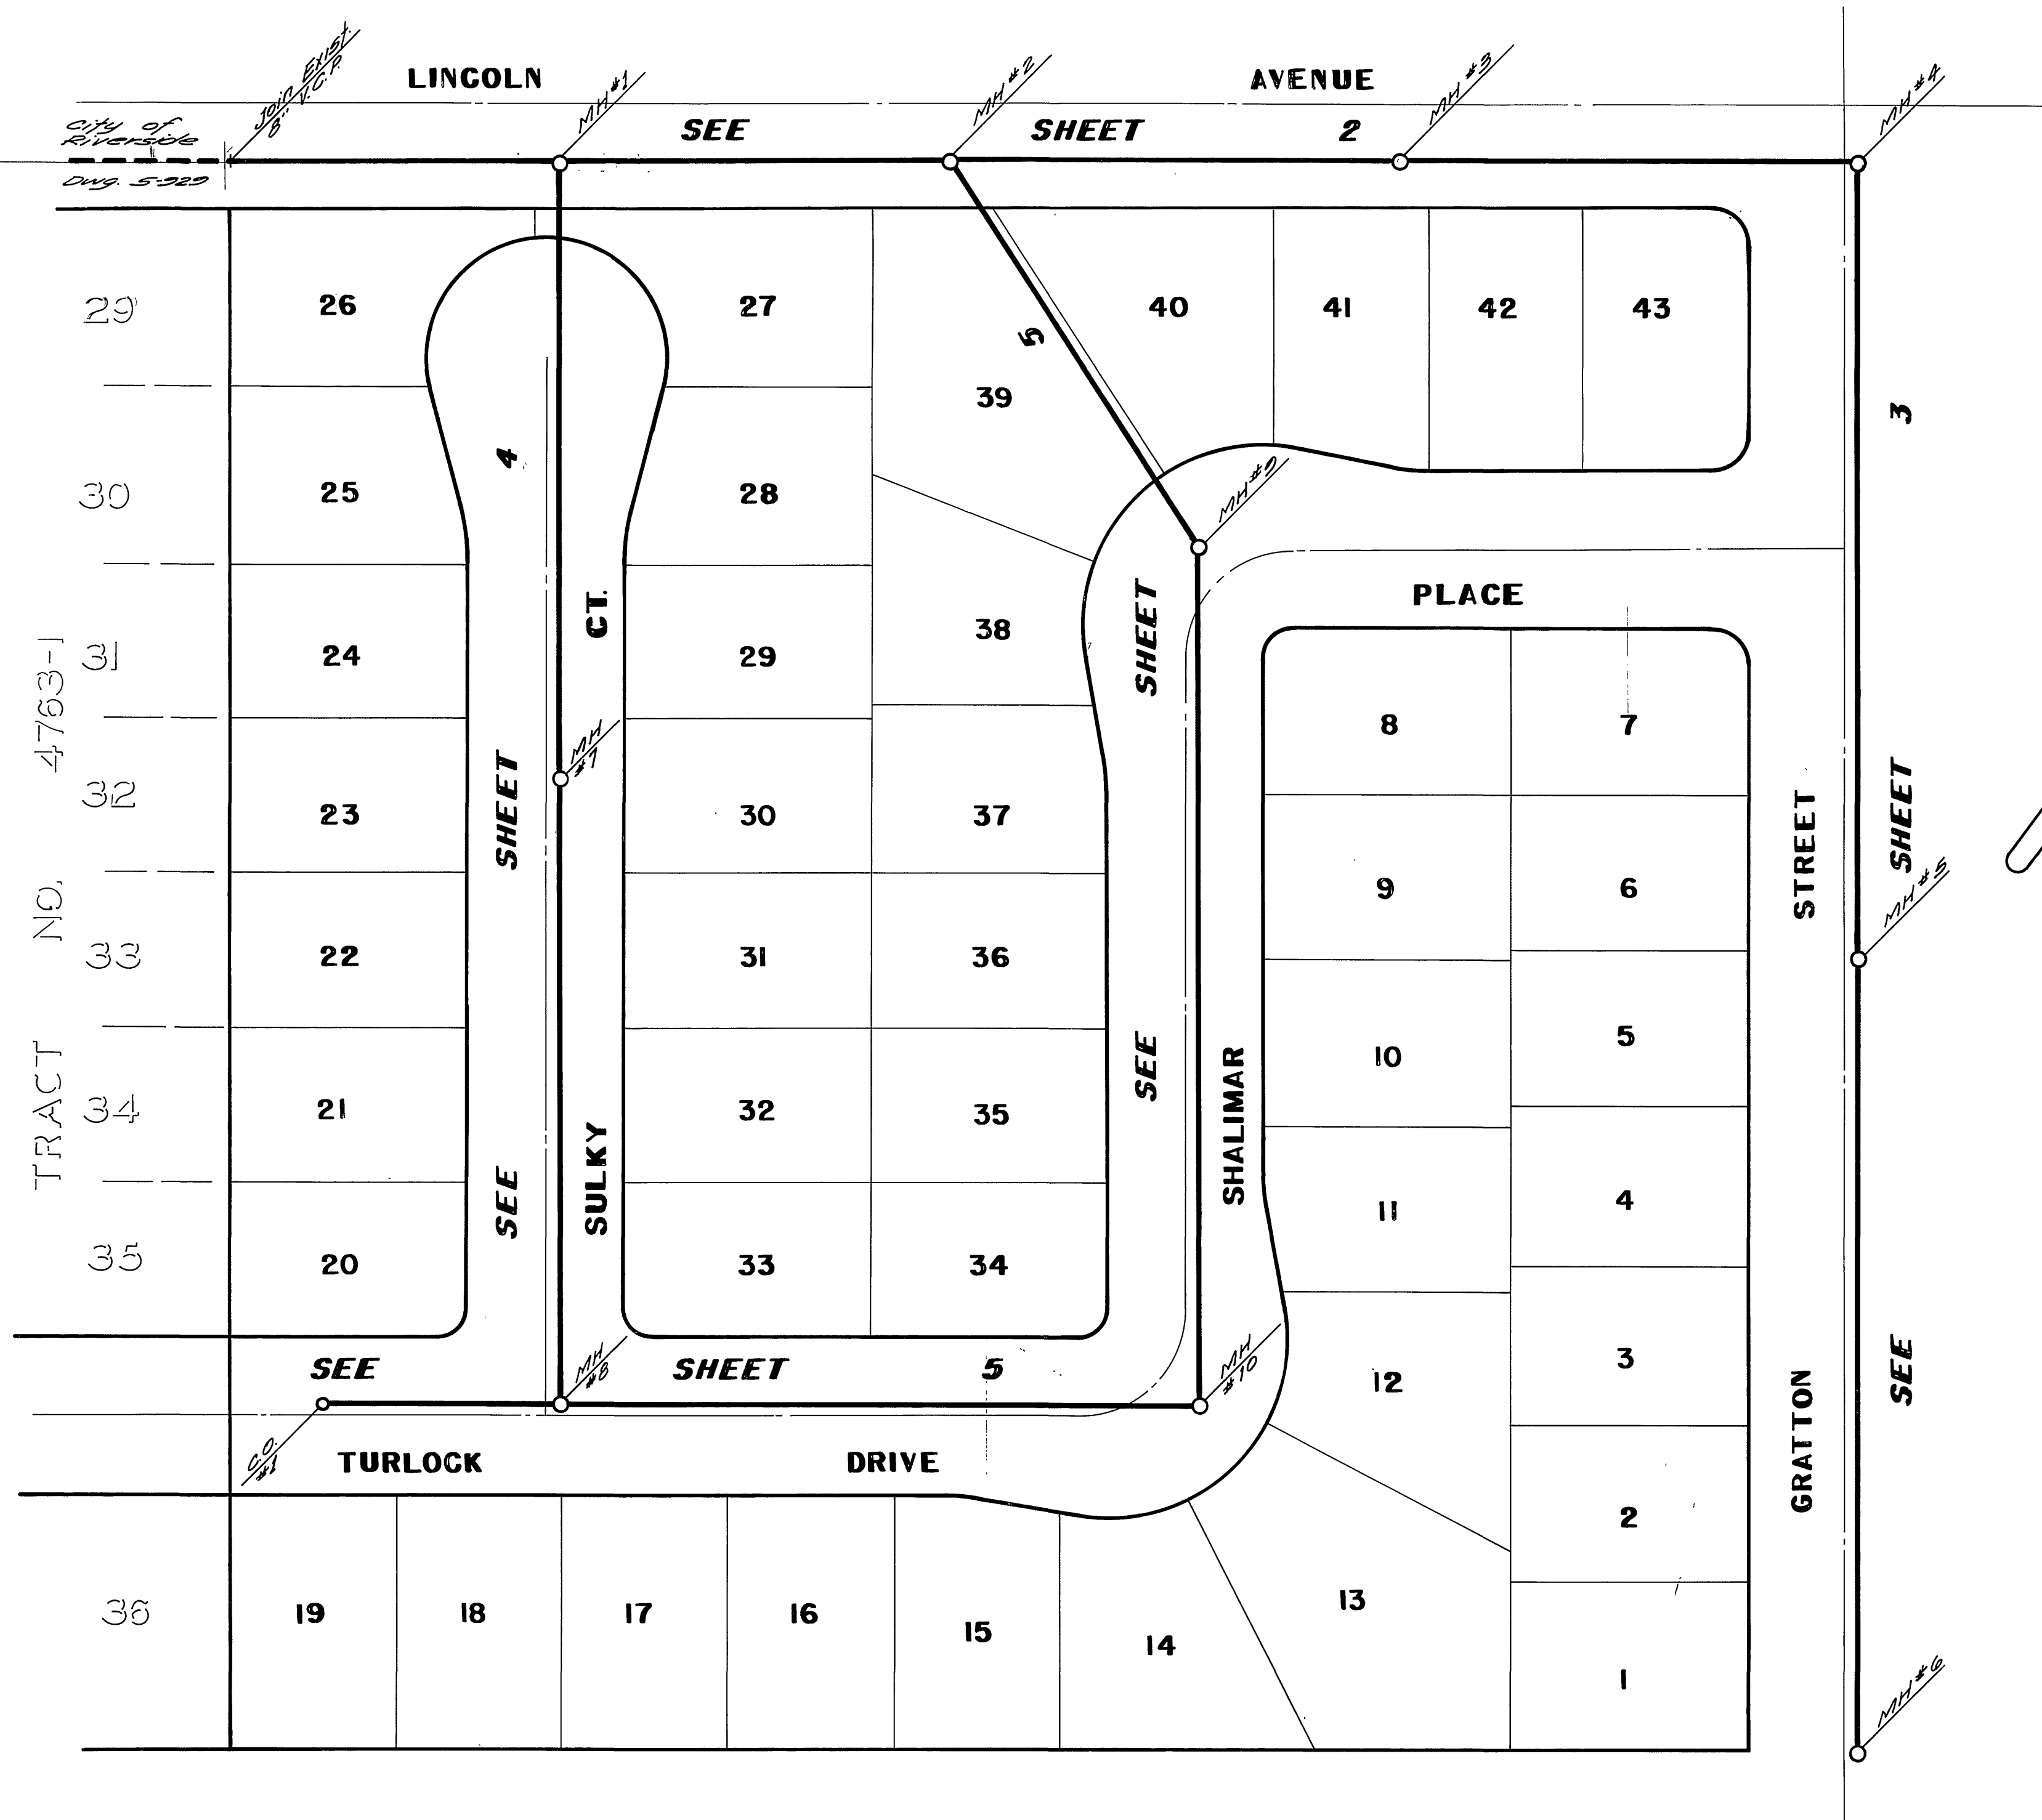 LINCOLN AVENUE
Join EXIST.
8" V.C.P.
MH #1
MH #2
MH #3
MH #4
City of
Riverside
Dwg. S-929
SEE SHEET 2
29
30
31
32
33
34
35
36
TRACT NO. 4763-1
26
25
24
23
22
21
20
SEE SHEET 4
SULKY CT.
MH
#7
MH
#8
27
28
29
30
31
32
33
39
38
37
36
35
34
40
41
42
43
SEE SHEET 5
MH #9
PLACE
SHALIMAR
MH
#10
8
9
10
11
12
7
6
5
4
3
2
1
GRATTON STREET
SEE SHEET 3
MH #5
MH #6
SEE SHEET 5
C.O.
#1
TURLOCK DRIVE
19
18
17
16
15
14
13